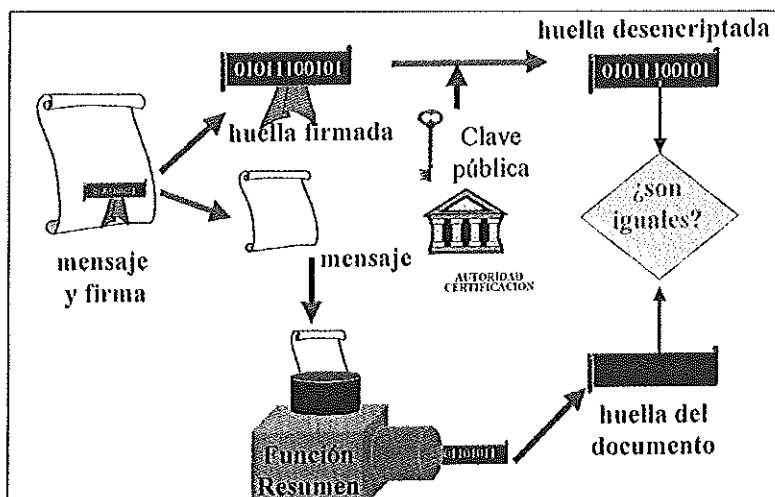 huella desencriptada
01011100101
01011100101
huella firmada
Clave
pública
¿son
iguales?
mensaje
y firma
mensaje
AUTORIDAD
CERTIFICACION
huella del
documento
Función
Resumen